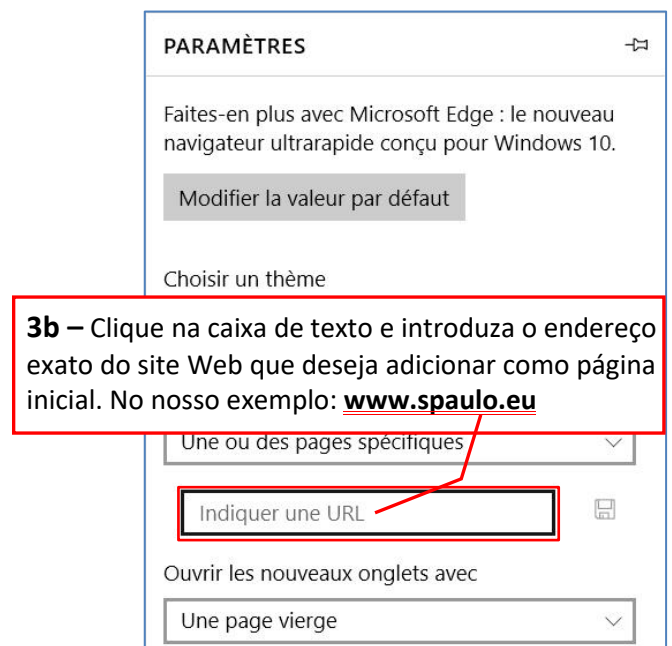 PARAMÈTRES
Faites-en plus avec Microsoft Edge : le nouveau
navigateur ultrarapide conçu pour Windows 10.
Modifier la valeur par défaut
Choisir un thème
3b – Clique na caixa de texto e introduza o endereço
exato do site Web que deseja adicionar como página
inicial. No nosso exemplo: www.spaulo.eu
Une ou des pages spécifiques
Indiquer une URL
Ouvrir les nouveaux onglets avec
Une page vierge